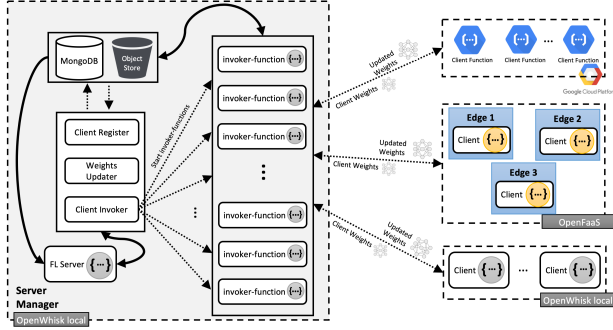 MongoDB
Object
Store
Client Register
Weights
Updater
Client Invoker
FL Server
{...}
Server
Manager
OpenWhisk local
Start invoker-functions
...
invoker-function {...}
invoker-function {...}
invoker-function {...}
...
invoker-function {...}
invoker-function {...}
invoker-function {...}
Updated
Weights
Client Weights
Updated
Weights
Client Weights
Updated
Weights
Client Weights
{...} {...} ... {...}
Client Function Client Function Client Function
Google Cloud Platform
Edge 1
Client {...}
Edge 2
Client {...}
Edge 3
Client {...}
OpenFaaS
Client {...} ... Client {...}
OpenWhisk local